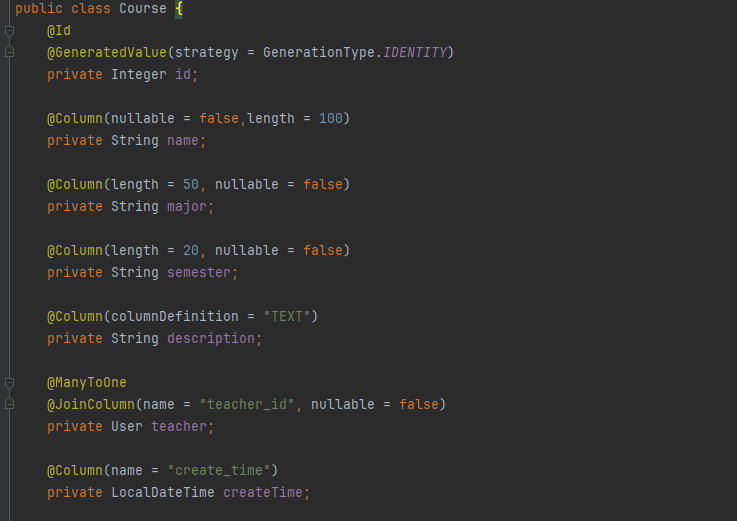 public class Course {
@Id
@GeneratedValue(strategy = GenerationType.IDENTITY)
private Integer id;
@Column(nullable = false,length = 100)
private String name;
@Column(length = 50, nullable = false)
private String major;
@Column(length = 20, nullable = false)
private String semester;
@Column(columnDefinition = "TEXT")
private String description;
@ManyToOne
@JoinColumn(name = "teacher_id", nullable = false)
private User teacher;
@Column(name = "create_time")
private LocalDateTime createTime;